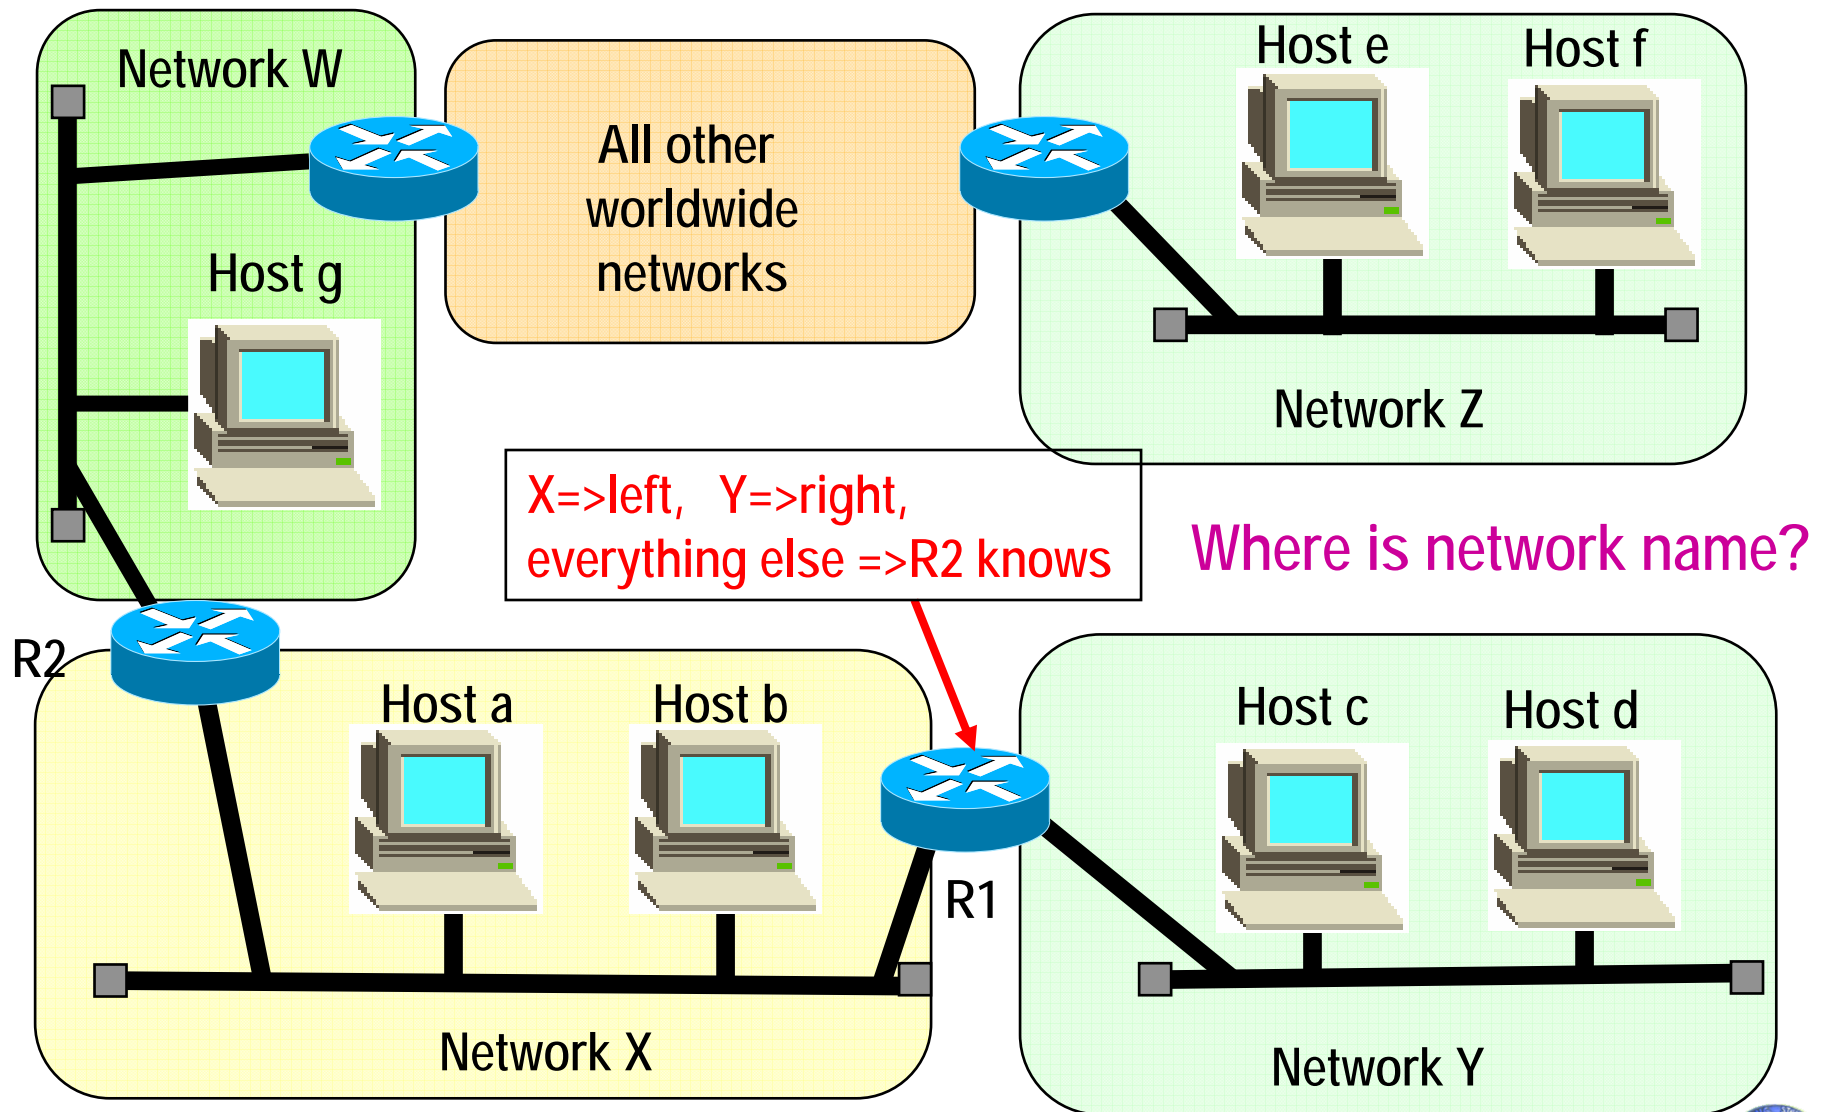 Network W
Host g
All other
worldwide
networks
Host e
Host f
Network Z
X=>left, Y=>right,
everything else =>R2 knows
Where is network name?
R2
Host a
Host b
R1
Network X
Host c
Host d
Network Y